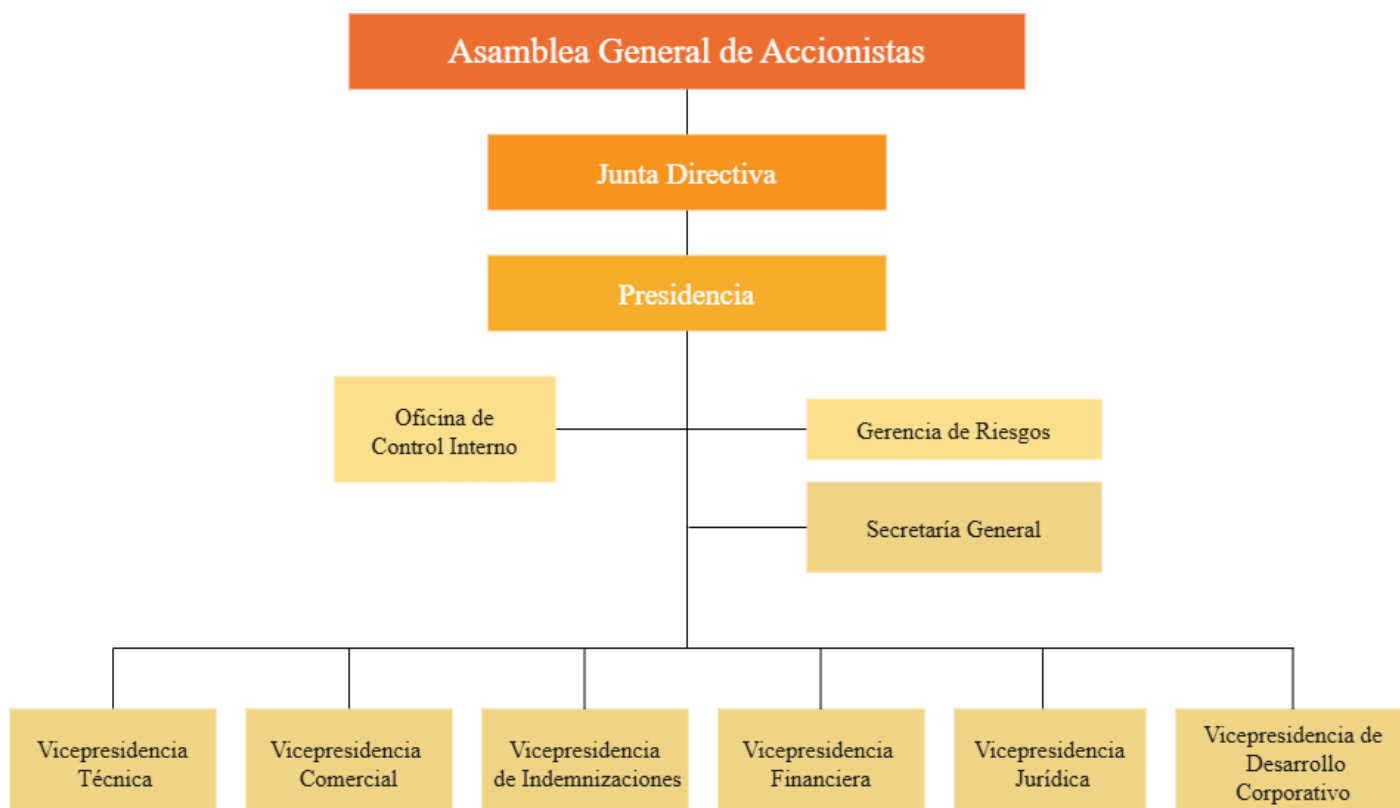 Asamblea General de Accionistas
Junta Directiva
Presidencia
Oficina de
Control Interno
Gerencia de Riesgos
Secretaría General
Vicepresidencia
Técnica
Vicepresidencia
Comercial
Vicepresidencia
de Indemnizaciones
Vicepresidencia
Financiera
Vicepresidencia
Jurídica
Vicepresidencia de
Desarrollo
Corporativo